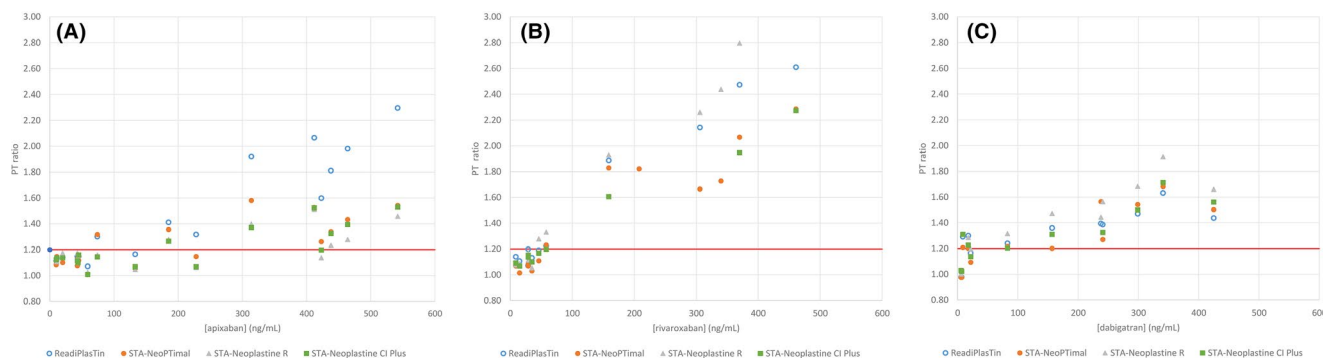 (A)
PT ratio
3.00
2.80
2.60
2.40
2.20
2.00
1.80
1.60
1.40
1.20
1.00
0.80
0 100 200 300 400 500 600
[apixaban] (ng/mL)
ReadiPlasTin STA-NeoPTimal STA-Neoplastine R STA-Neoplastine CI Plus
(B)
PT ratio
3.00
2.80
2.60
2.40
2.20
2.00
1.80
1.60
1.40
1.20
1.00
0.80
0 100 200 300 400 500 600
[rivaroxaban] (ng/mL)
ReadiPlasTin STA-NeoPTimal STA-Neoplastine R STA-Neoplastine CI Plus
(C)
PT ratio
3.00
2.80
2.60
2.40
2.20
2.00
1.80
1.60
1.40
1.20
1.00
0.80
0 100 200 300 400 500 600
[dabigatran] (ng/mL)
ReadiPlasTin STA-NeoPTimal STA-Neoplastine R STA-Neoplastine CI Plus